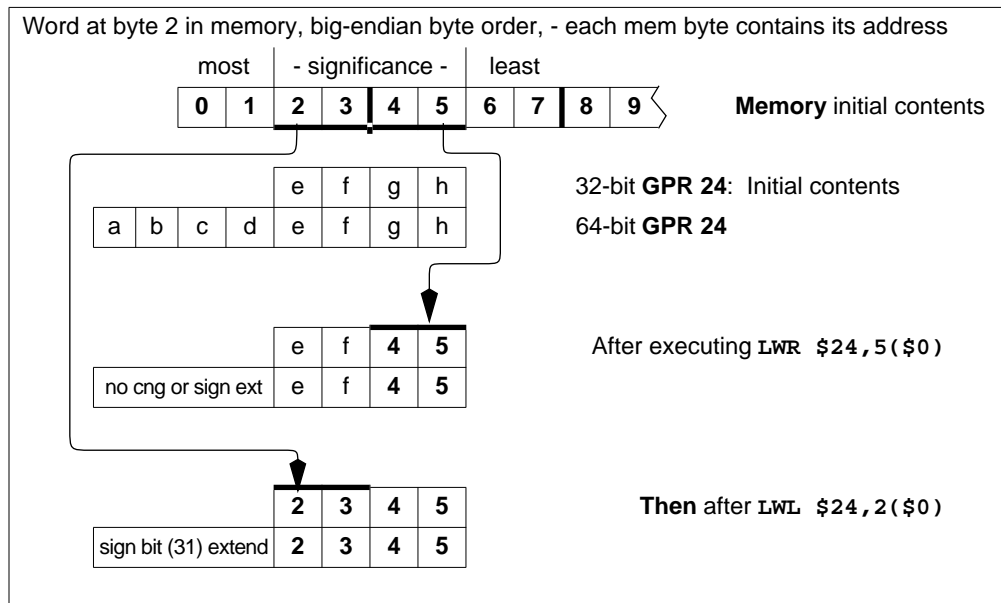 Word at byte 2 in memory, big-endian byte order, - each mem byte contains its address
most - significance - least
0 1 2 3 4 5 6 7 8 9 Memory initial contents
e f g h 32-bit GPR 24: Initial contents
a b c d e f g h 64-bit GPR 24
e f 4 5 After executing LWR $24,5($0)
no cng or sign ext e f 4 5
2 3 4 5 Then after LWL $24,2($0)
sign bit (31) extend 2 3 4 5